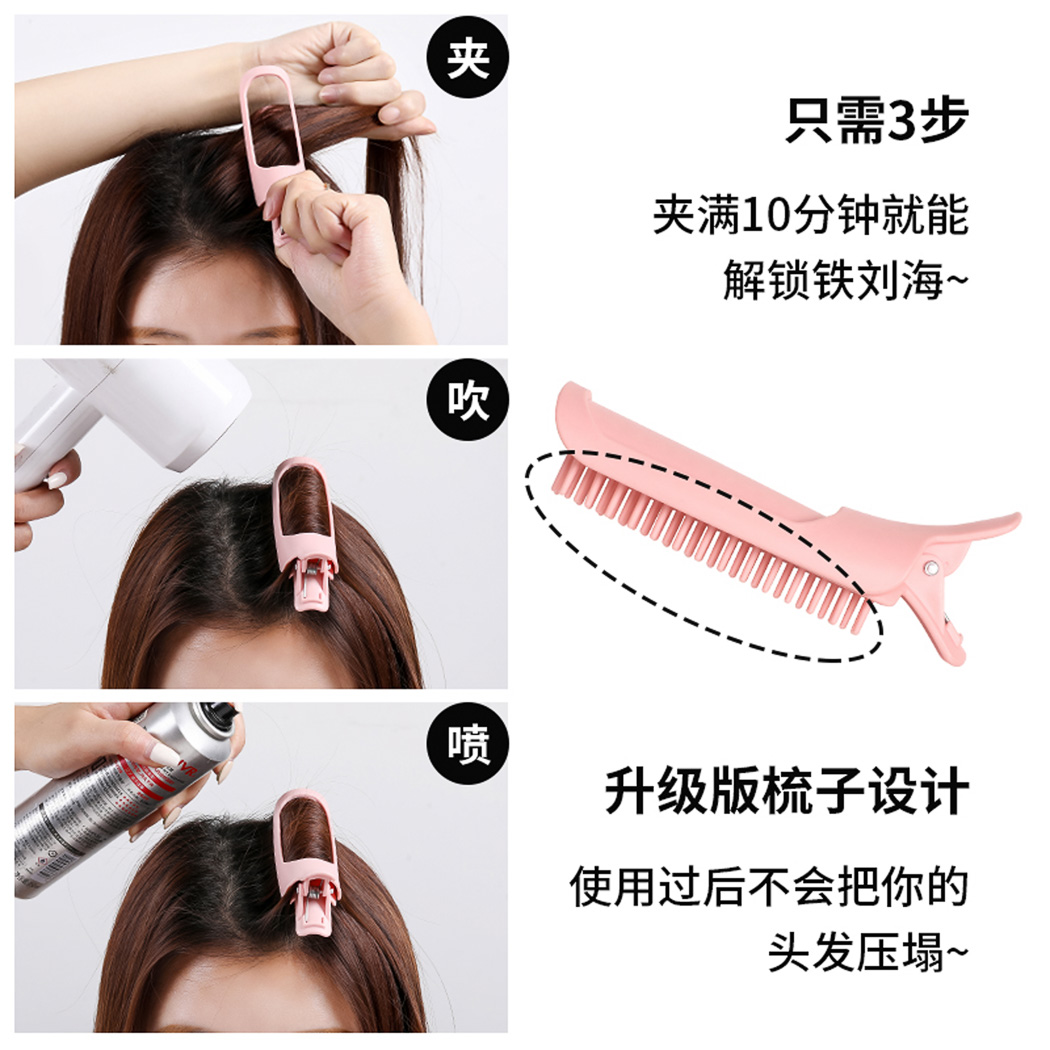 夹
只需3步
夹满10分钟就能
解锁铁刘海~
吹
喷
升级版梳子设计
使用过后不会把你的
头发压塌~